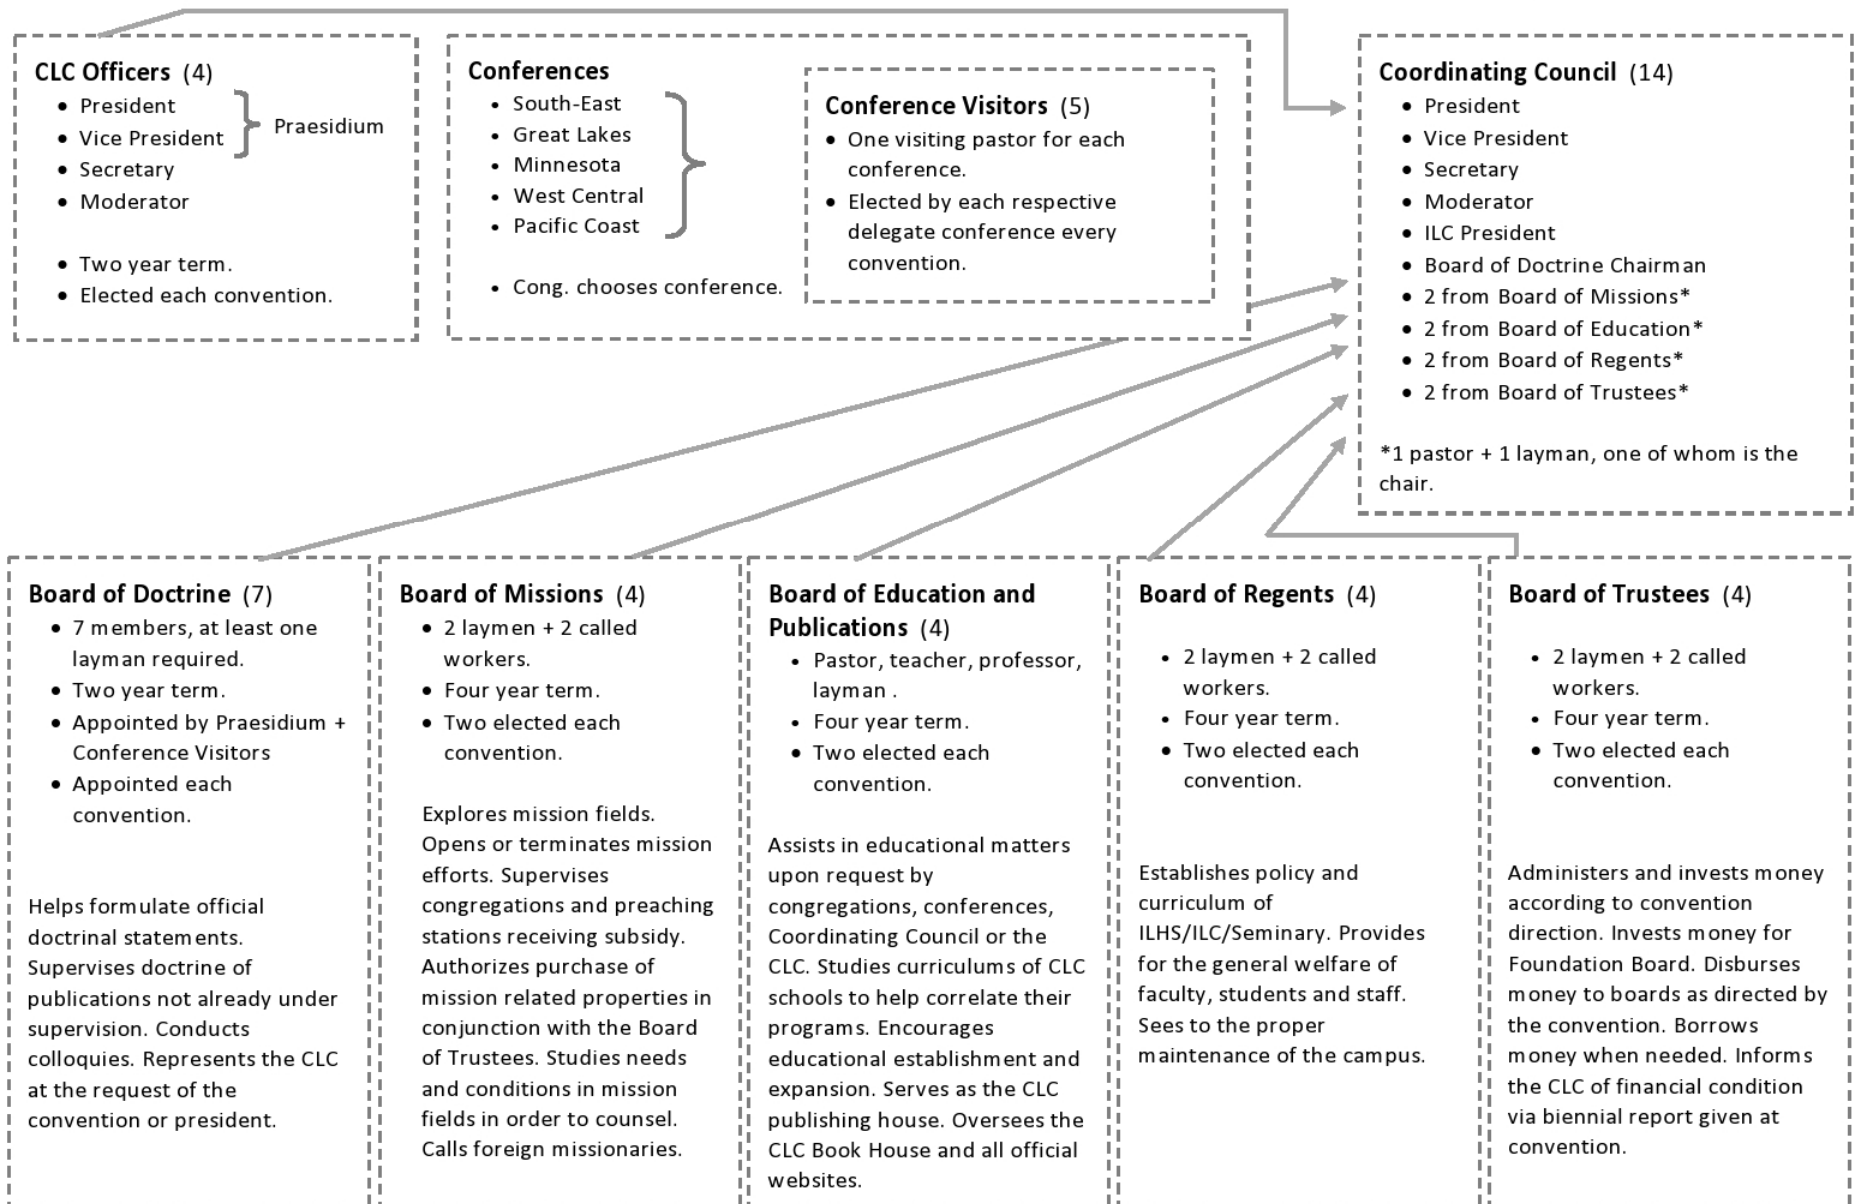 CLC Officers (4)
• President
• Vice President
• Secretary
• Moderator
Praesidium
• Two year term.
• Elected each convention.
Conferences
• South-East
• Great Lakes
• Minnesota
• West Central
• Pacific Coast
• Cong. chooses conference.
Conference Visitors (5)
• One visiting pastor for each
conference.
• Elected by each respective
delegate conference every
convention.
Coordinating Council (14)
• President
• Vice President
• Secretary
• Moderator
• ILC President
• Board of Doctrine Chairman
• 2 from Board of Missions*
• 2 from Board of Education*
• 2 from Board of Regents*
• 2 from Board of Trustees*
*1 pastor + 1 layman, one of whom is the
chair.
Board of Doctrine (7)
• 7 members, at least one
layman required.
• Two year term.
• Appointed by Praesidium +
Conference Visitors
• Appointed each
convention.
Helps formulate official
doctrinal statements.
Supervises doctrine of
publications not already under
supervision. Conducts
colloquies. Represents the CLC
at the request of the
convention or president.
Board of Missions (4)
• 2 laymen + 2 called
workers.
• Four year term.
• Two elected each
convention.
Explores mission fields.
Opens or terminates mission
efforts. Supervises
congregations and preaching
stations receiving subsidy.
Authorizes purchase of
mission related properties in
conjunction with the Board
of Trustees. Studies needs
and conditions in mission
fields in order to counsel.
Calls foreign missionaries.
Board of Education and
Publications (4)
• Pastor, teacher, professor,
layman .
• Four year term.
• Two elected each
convention.
Assists in educational matters
upon request by
congregations, conferences,
Coordinating Council or the
CLC. Studies curriculums of CLC
schools to help correlate their
programs. Encourages
educational establishment and
expansion. Serves as the CLC
publishing house. Oversees the
CLC Book House and all official
websites.
Board of Regents (4)
• 2 laymen + 2 called
workers.
• Four year term.
• Two elected each
convention.
Establishes policy and
curriculum of
ILHS/ILC/Seminary. Provides
for the general welfare of
faculty, students and staff.
Sees to the proper
maintenance of the campus.
Board of Trustees (4)
• 2 laymen + 2 called
workers.
• Four year term.
• Two elected each
convention.
Administers and invests money
according to convention
direction. Invests money for
Foundation Board. Disburses
money to boards as directed by
the convention. Borrows
money when needed. Informs
the CLC of financial condition
via biennial report given at
convention.